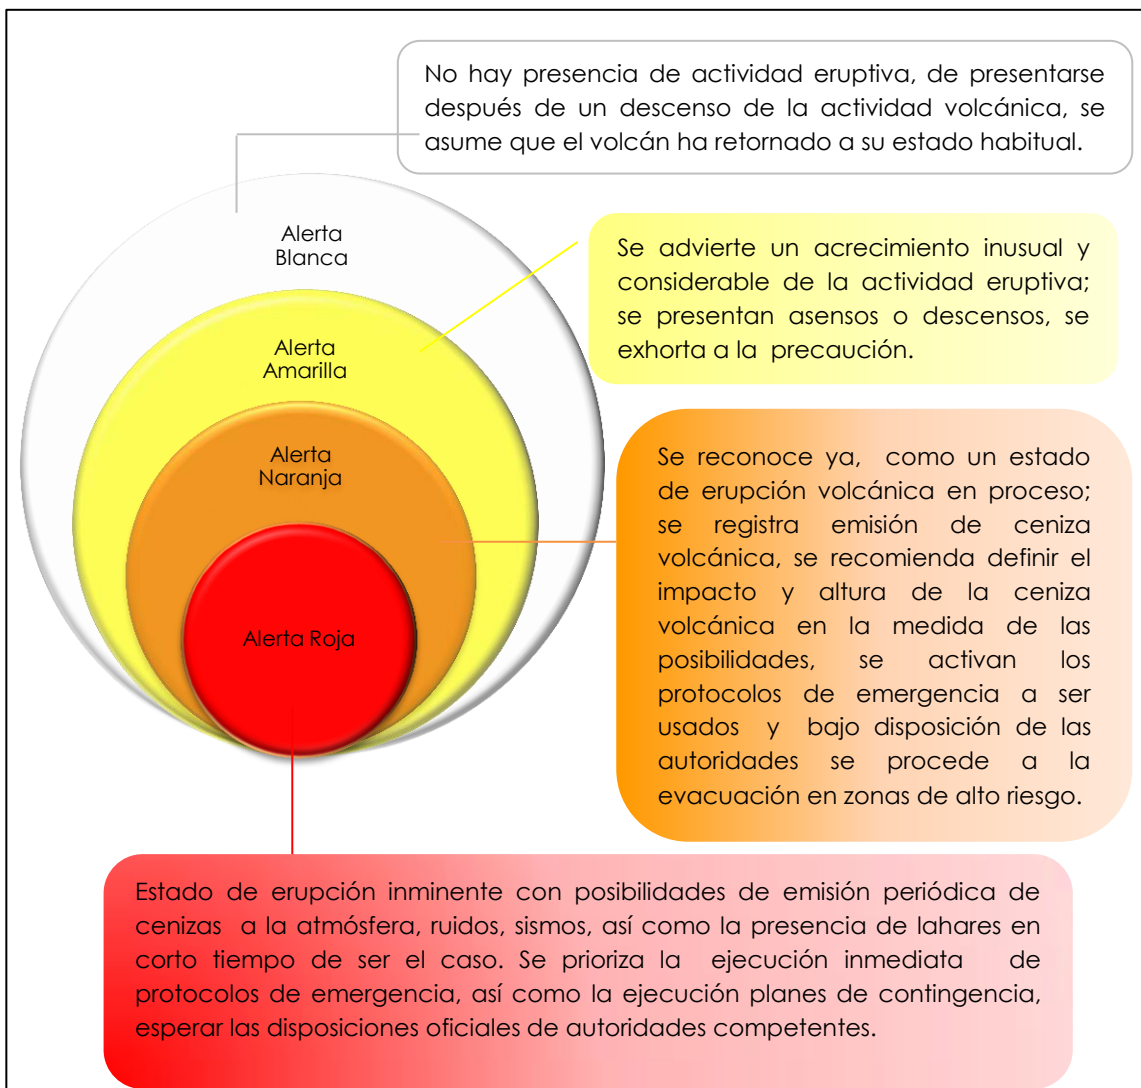 No hay presencia de actividad eruptiva, de presentarse
después de un descenso de la actividad volcánica, se
asume que el volcán ha retornado a su estado habitual.
Alerta
Blanca
Se advierte un acrecimiento inusual y
considerable de la actividad eruptiva;
se presentan asensos o descensos, se
exhorta a la precaución.
Alerta
Amarilla
Alerta
Naranja
Se reconoce ya, como un estado
de erupción volcánica en proceso;
se registra emisión de ceniza
volcánica, se recomienda definir el
impacto y altura de la ceniza
volcánica en la medida de las
posibilidades, se activan los
protocolos de emergencia a ser
usados y bajo disposición de las
autoridades se procede a la
evacuación en zonas de alto riesgo.
Alerta Roja
Estado de erupción inminente con posibilidades de emisión periódica de
cenizas a la atmósfera, ruidos, sismos, así como la presencia de lahares en
corto tiempo de ser el caso. Se prioriza la ejecución inmediata de
protocolos de emergencia, así como la ejecución planes de contingencia,
esperar las disposiciones oficiales de autoridades competentes.